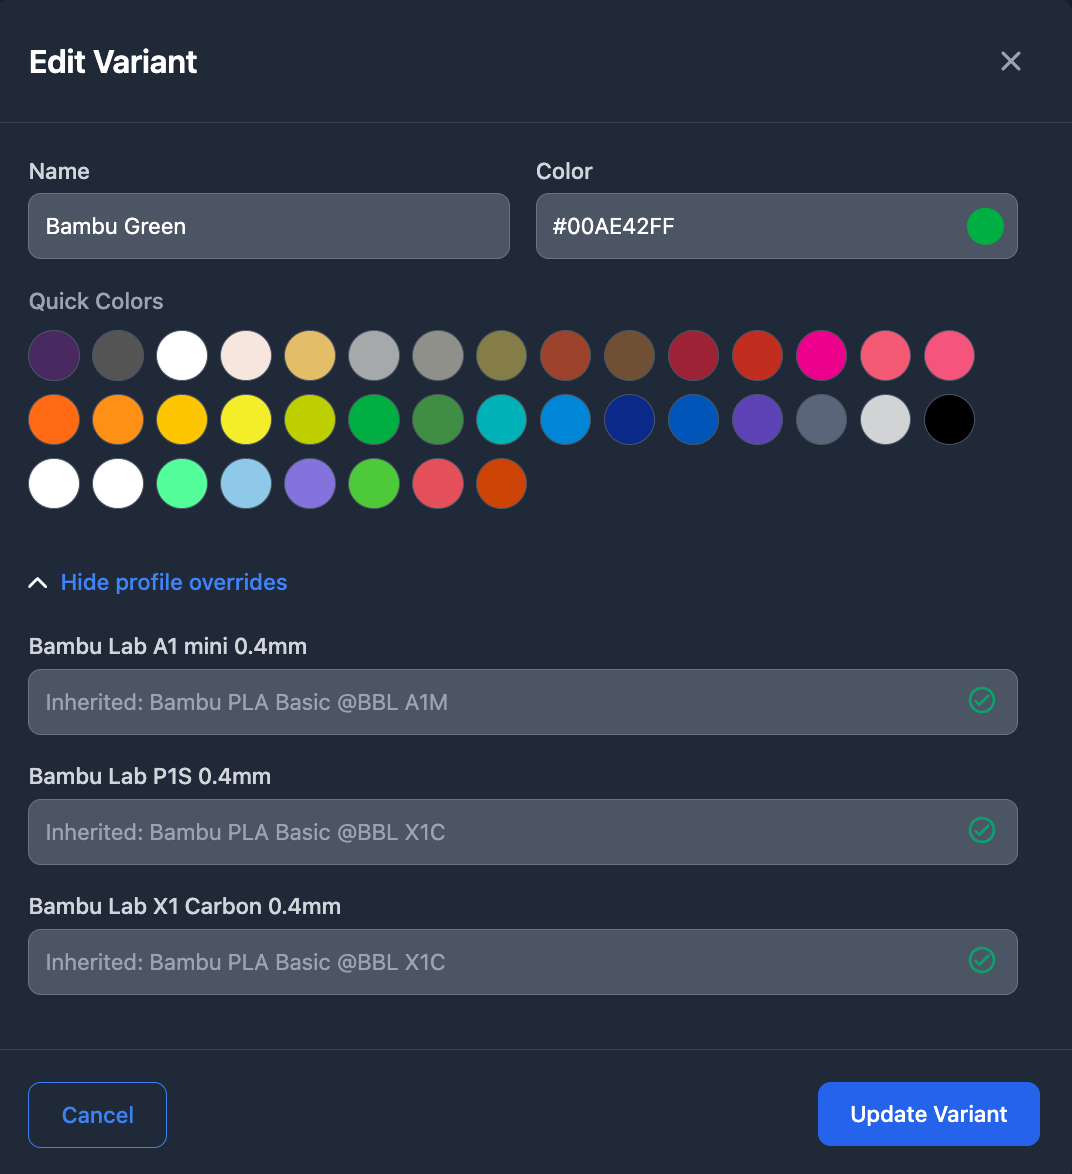 Edit Variant
Name
Color
Bambu Green
#00AE42FF
Quick Colors
Hide profile overrides
Bambu Lab A1 mini 0.4mm
Inherited: Bambu PLA Basic @BBL A1M
Bambu Lab P1S 0.4mm
Inherited: Bambu PLA Basic @BBL X1C
Bambu Lab X1 Carbon 0.4mm
Inherited: Bambu PLA Basic @BBL X1C
Cancel
Update Variant